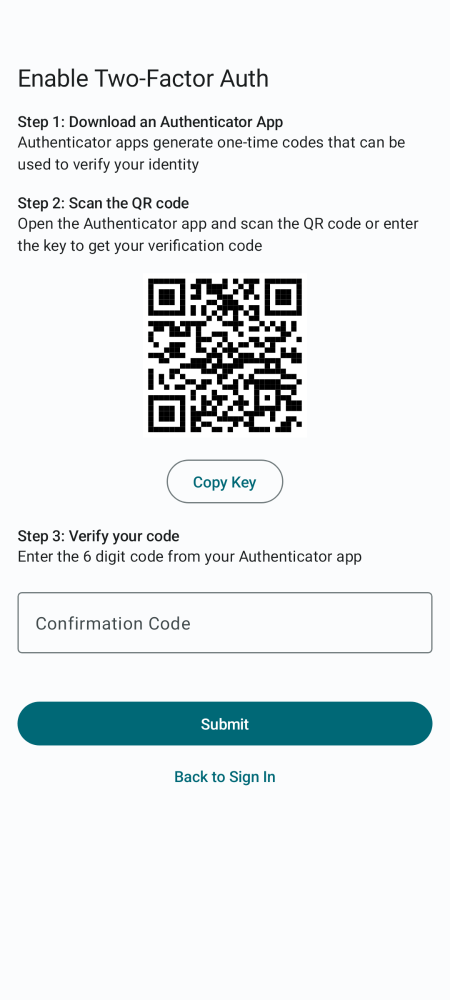 Enable Two-Factor Auth
Step 1: Download an Authenticator App
Authenticator apps generate one-time codes that can be
used to verify your identity
Step 2: Scan the QR code
Open the Authenticator app and scan the QR code or enter
the key to get your verification code
Copy Key
Step 3: Verify your code
Enter the 6 digit code from your Authenticator app
Confirmation Code
Submit
Back to Sign In